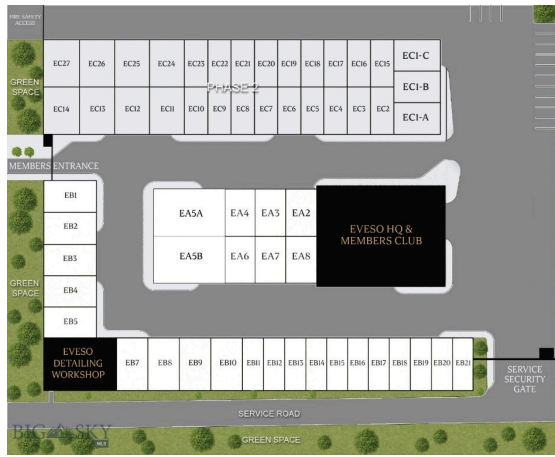 FIRE SAFETY
ACCESS
EC27 EC26 EC25 EC24 EC23 EC22 EC21 EC20 EC19 EC18 EC17 EC16 EC15 EC1-C
GREEN
SPACE
PHASE 2
EC1-B
EC14 EC13 EC12 EC11 EC10 EC9 EC8 EC7 EC6 EC5 EC4 EC3 EC2 EC1-A
MEMBERS ENTRANCE
EB1
EB2
EB3
EB4
EB5
EA5A EA4 EA3 EA2
EA5B EA6 EA7 EA8
EVESO HQ &
MEMBERS CLUB
GREEN
SPACE
EVESO
DETAILING
WORKSHOP
EB7 EB8 EB9 EB10 EB11 EB12 EB13 EB14 EB15 EB16 EB17 EB18 EB19 EB20 EB21
SERVICE
SECURITY
GATE
SERVICE ROAD
GREEN SPACE
BIG SKY
MLS